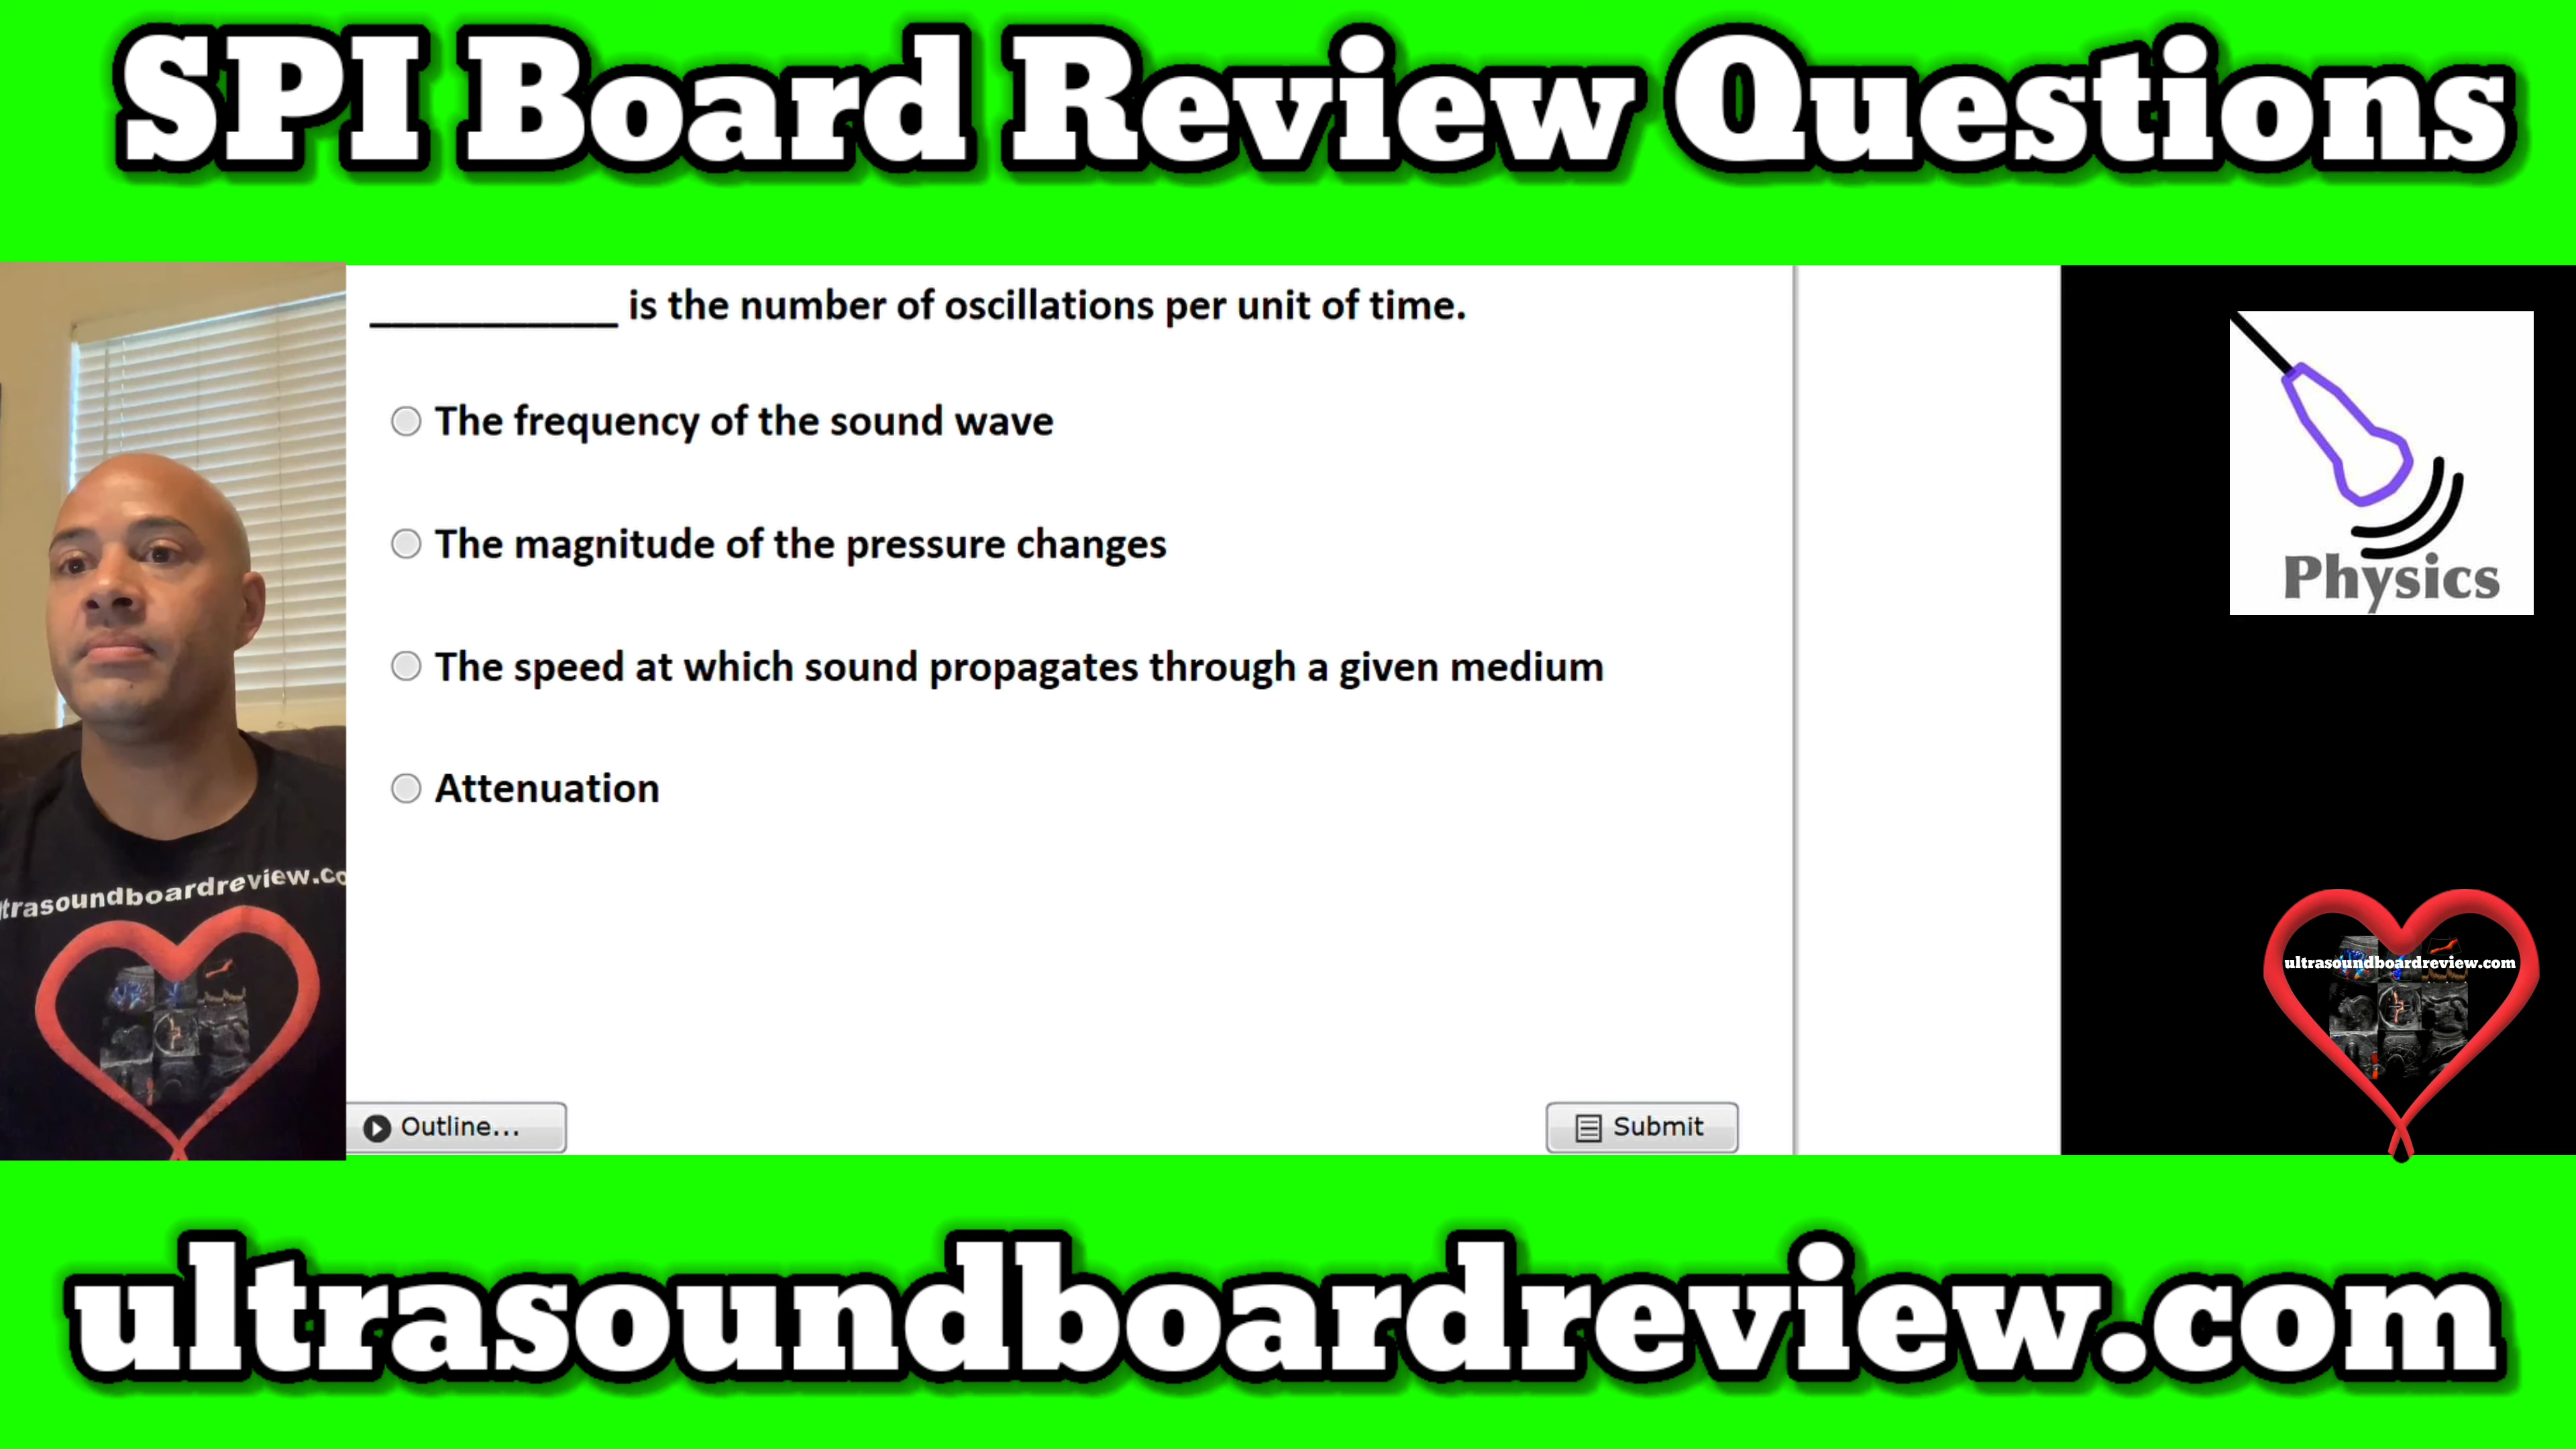 SPI Board Review Questions
____________ is the number of oscillations per unit of time.
The frequency of the sound wave
The magnitude of the pressure changes
The speed at which sound propagates through a given medium
Attenuation
Outline...
Submit
trasoundboardreview.co
Physics
ultrasoundboardreview.com
ultrasoundboardreview.com